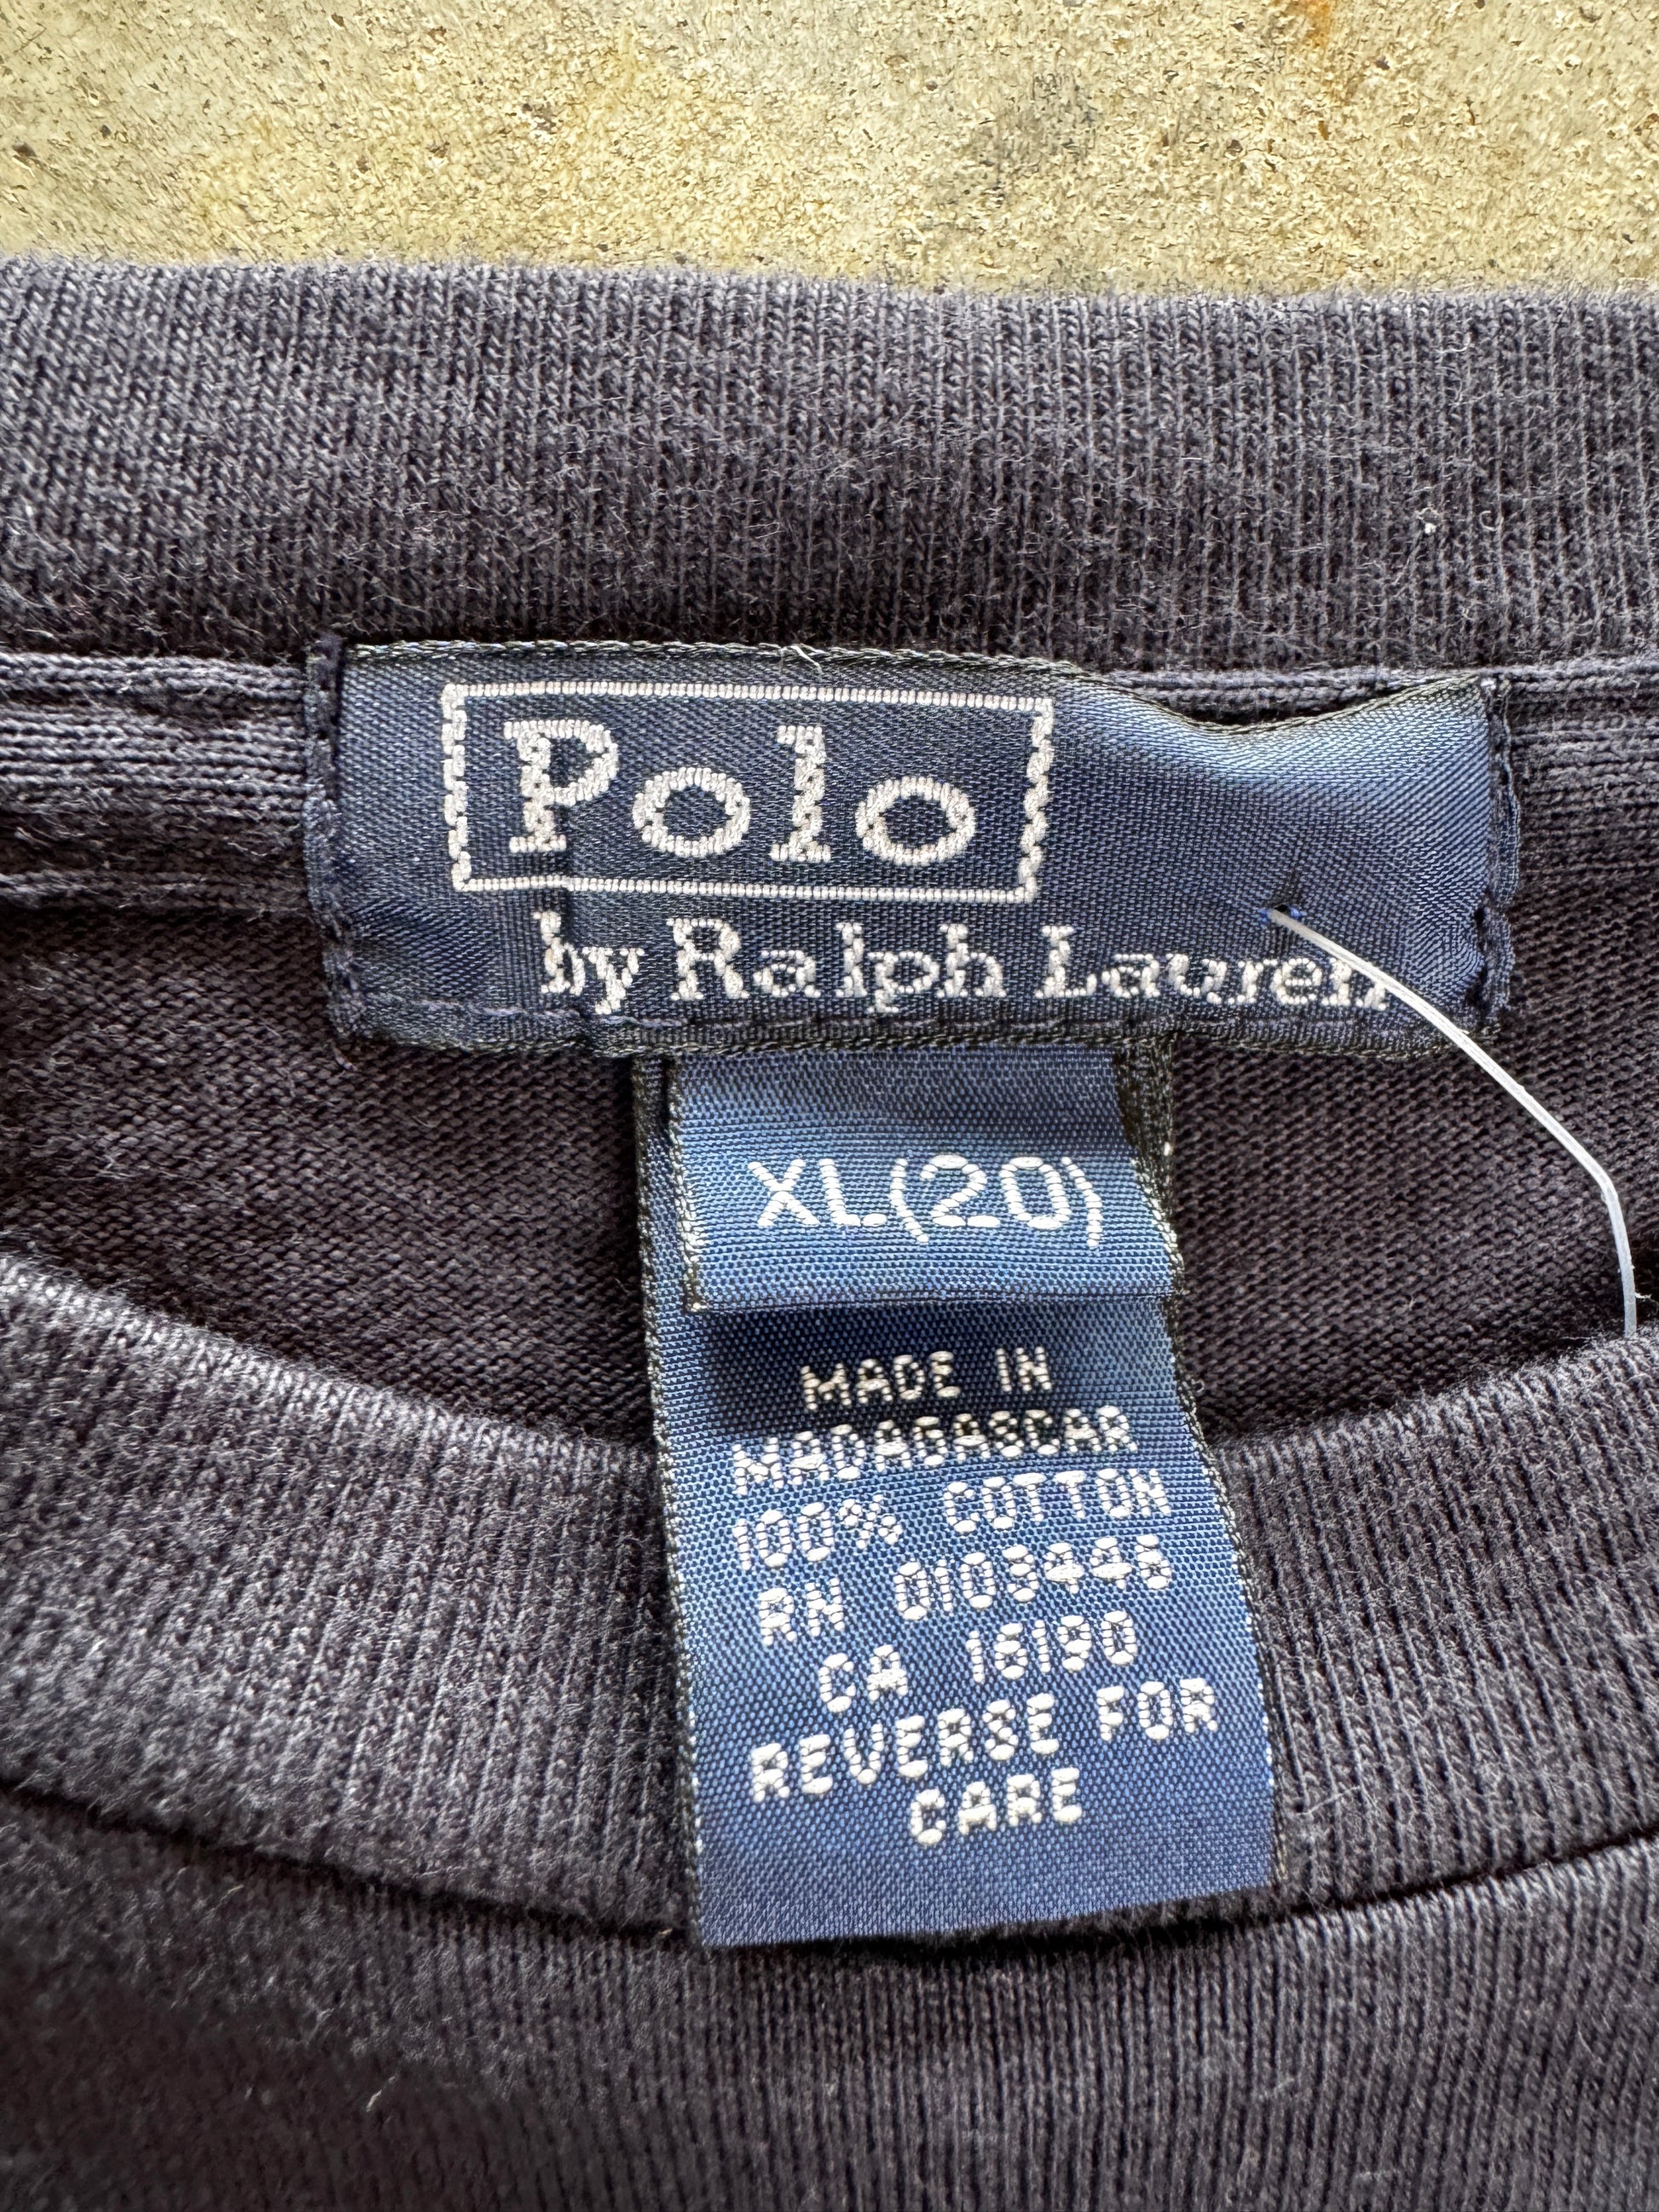 Polo
by Ralph Lauren
XL(20)
MADE IN
MADAGASCAR
100% COTTON
RN 0103446
CA 16190
REVERSE FOR
CARE